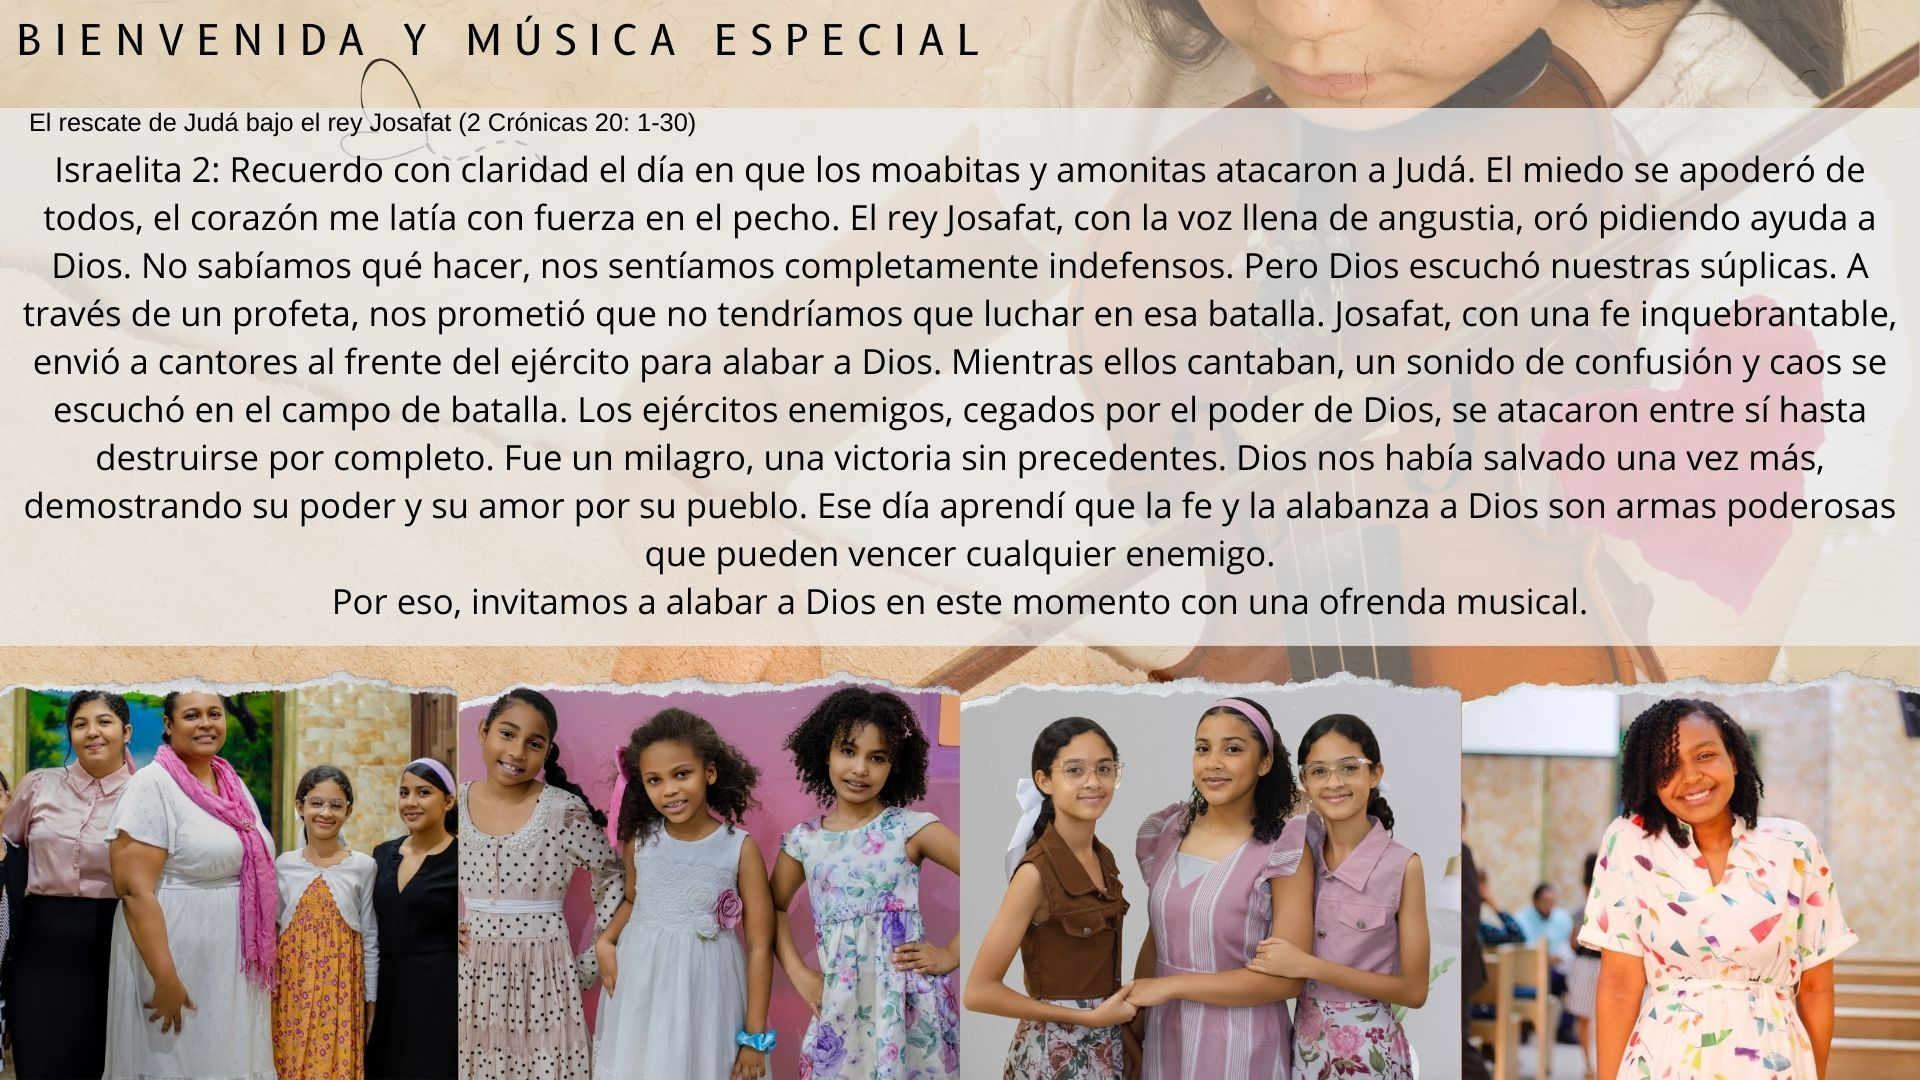 BIENVENIDA Y MÚSICA ESPECIAL
El rescate de Judá bajo el rey Josafat (2 Crónicas 20: 1-30)
Israelita 2: Recuerdo con claridad el día en que los moabitas y amonitas atacaron a Judá. El miedo se apoderó de
todos, el corazón me latía con fuerza en el pecho. El rey Josafat, con la voz llena de angustia, oró pidiendo ayuda a
Dios. No sabíamos qué hacer, nos sentíamos completamente indefensos. Pero Dios escuchó nuestras súplicas. A
través de un profeta, nos prometió que no tendríamos que luchar en esa batalla. Josafat, con una fe inquebrantable,
envió a cantores al frente del ejército para alabar a Dios. Mientras ellos cantaban, un sonido de confusión y caos se
escuchó en el campo de batalla. Los ejércitos enemigos, cegados por el poder de Dios, se atacaron entre sí hasta
destruirse por completo. Fue un milagro, una victoria sin precedentes. Dios nos había salvado una vez más,
demostrando su poder y su amor por su pueblo. Ese día aprendí que la fe y la alabanza a Dios son armas poderosas
que pueden vencer cualquier enemigo.
Por eso, invitamos a alabar a Dios en este momento con una ofrenda musical.